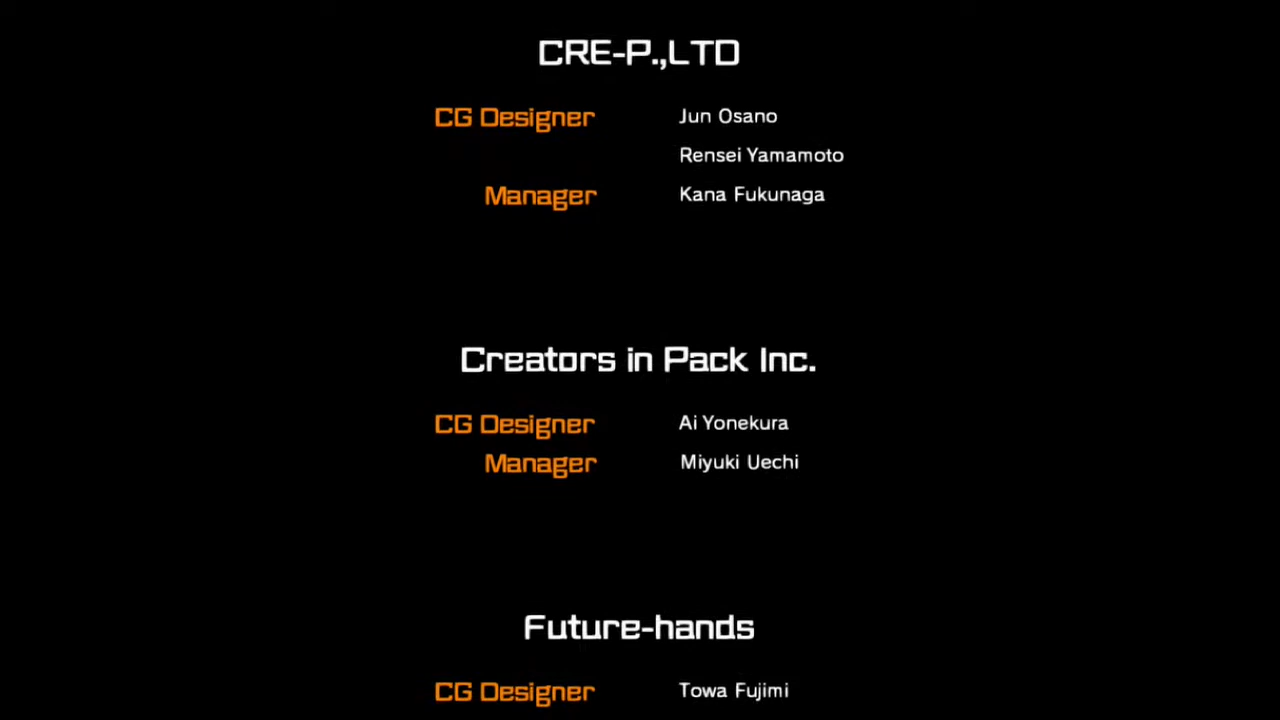 CRE-P.,LTD
CG Designer Jun Osano
Rensei Yamamoto
Manager Kana Fukunaga
Creators in Pack Inc.
CG Designer Ai Yonekura
Manager Miyuki Uechi
Future-hands
CG Designer Towa Fujimi